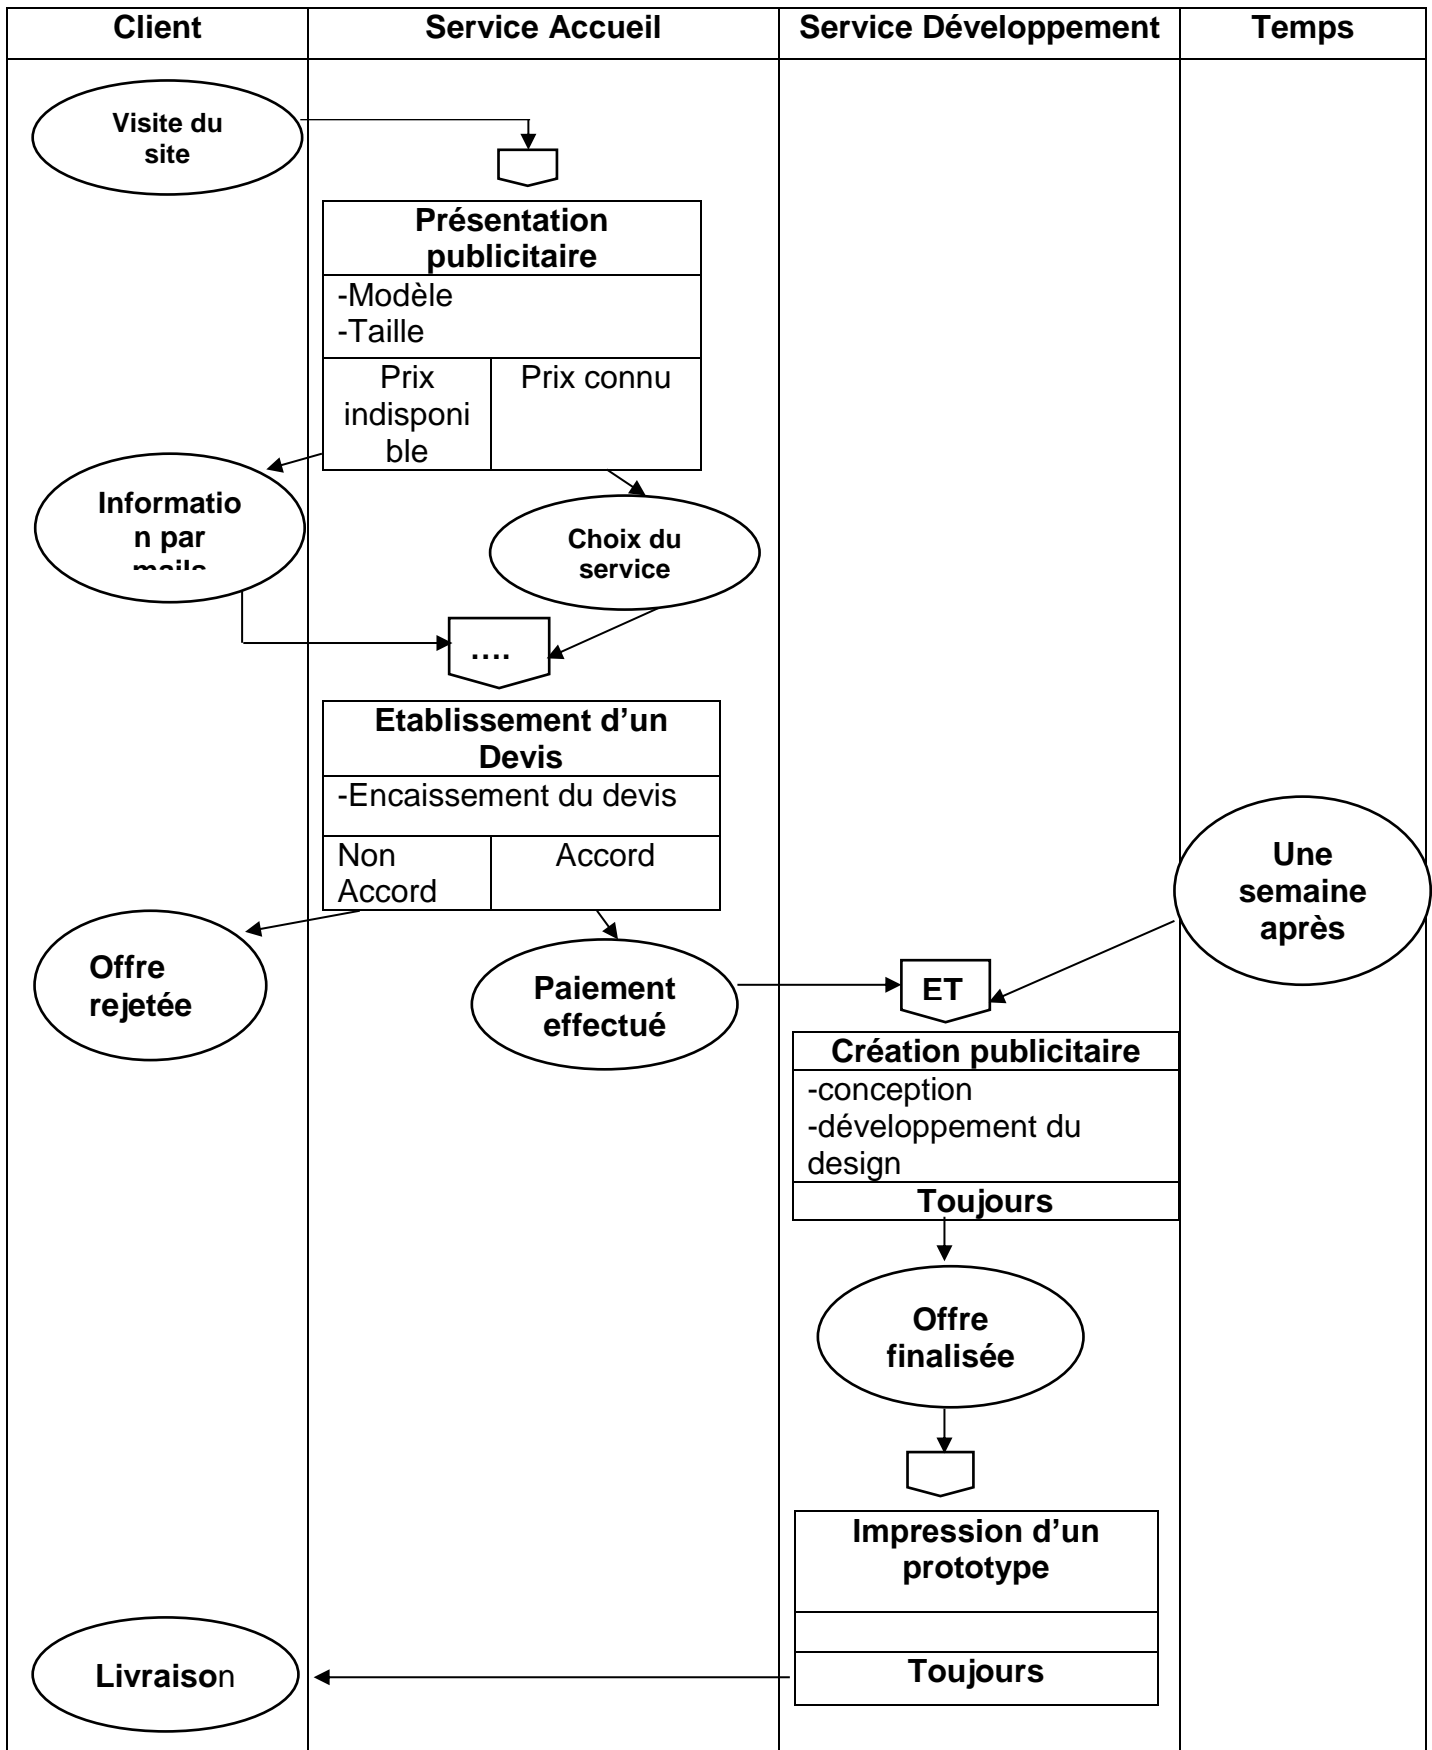 Client
Service Accueil
Service Développement
Temps
Visite du
site
Présentation
publicitaire
-Modèle
-Taille
Prix
indisponi
ble
Prix connu
Informatio
n par
mails
Choix du
service
....
Etablissement d’un
Devis
-Encaissement du devis
Non
Accord
Accord
Une
semaine
après
Offre
rejetée
Paiement
effectué
ET
Création publicitaire
-conception
-développement du
design
Toujours
Offre
finalisée
Impression d’un
prototype
Toujours
Livraison